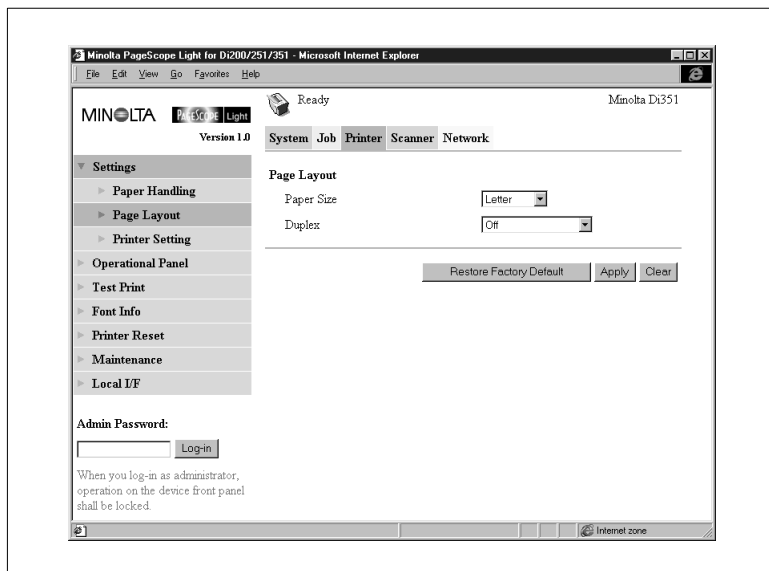 Minolta PageScope Light for Di200/251/351 - Microsoft Internet Explorer
File Edit View Go Favorites Help
MINOLTA PAGESCOPE Light
Version 1.0
Ready Minolta Di351
System Job Printer Scanner Network
Settings
Paper Handling
Page Layout
Printer Setting
Operational Panel
Test Print
Font Info
Printer Reset
Maintenance
Local I/F
Admin Password:
Log-in
When you log-in as administrator,
operation on the device front panel
shall be locked.
Page Layout
Paper Size Letter
Duplex Off
Restore Factory Default Apply Clear
Internet zone